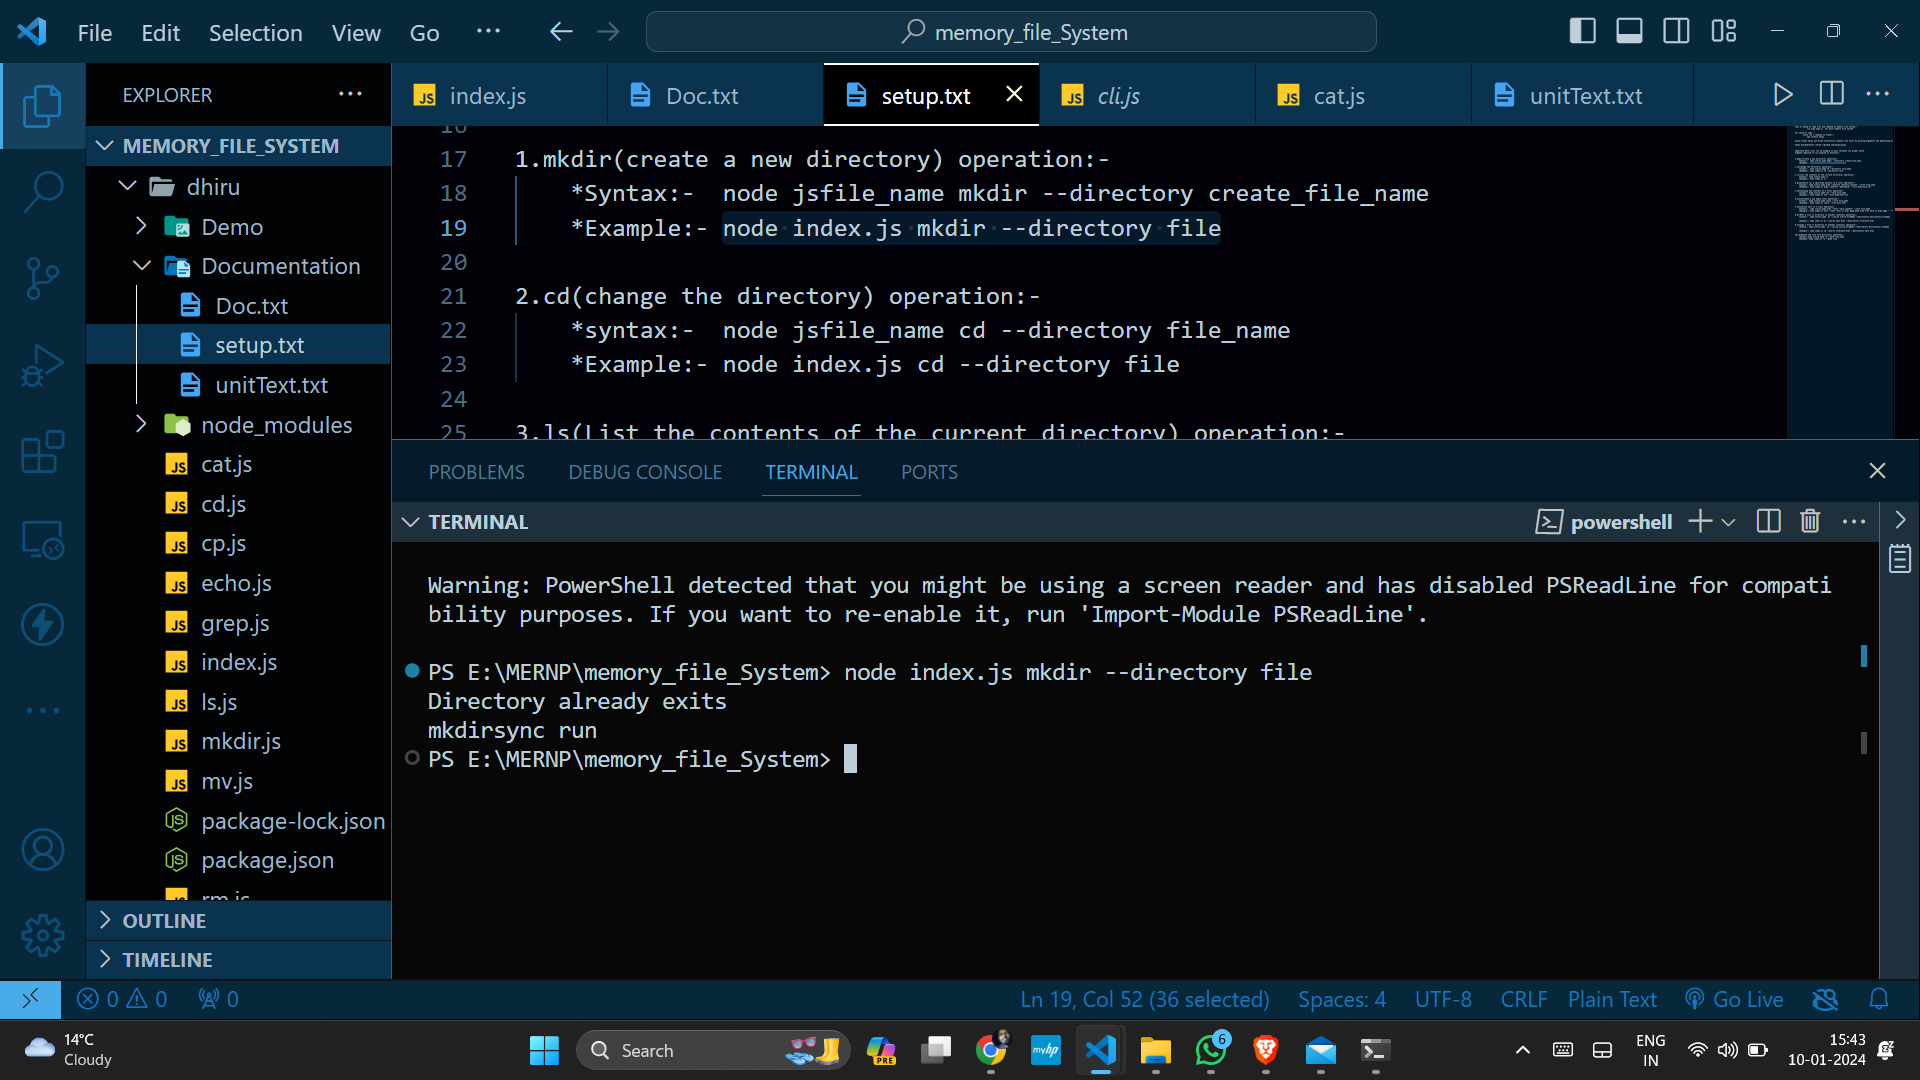 File Edit Selection View Go ···
memory_file_System
EXPLORER ···
index.js
Doc.txt
setup.txt
cli.js
cat.js
unitText.txt
MEMORY_FILE_SYSTEM
dhiru
Demo
Documentation
Doc.txt
setup.txt
unitText.txt
node_modules
cat.js
cd.js
cp.js
echo.js
grep.js
index.js
ls.js
mkdir.js
mv.js
package-lock.json
package.json
rm.js
OUTLINE
TIMELINE
16
17 1.mkdir(create a new directory) operation:-
18 *Syntax:- node jsfile_name mkdir --directory create_file_name
19 *Example:- node index.js mkdir --directory file
20
21 2.cd(change the directory) operation:-
22 *syntax:- node jsfile_name cd --directory file_name
23 *Example:- node index.js cd --directory file
24
25 3.ls(List the contents of the current directory) operation:-
PROBLEMS DEBUG CONSOLE TERMINAL PORTS
TERMINAL
powershell
Warning: PowerShell detected that you might be using a screen reader and has disabled PSReadLine for compati
bility purposes. If you want to re-enable it, run 'Import-Module PSReadLine'.
PS E:\MERNP\memory_file_System> node index.js mkdir --directory file
Directory already exits
mkdirsync run
PS E:\MERNP\memory_file_System>
0 0 0
Ln 19, Col 52 (36 selected) Spaces: 4 UTF-8 CRLF Plain Text Go Live
14°C
Cloudy
Search
PRE
myhp
6
ENG
IN
15:43
10-01-2024